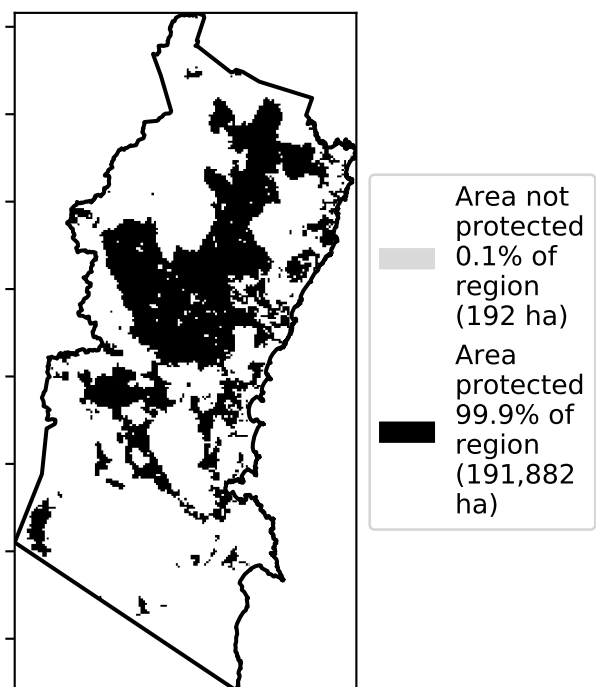 Area not
protected
0.1% of
region
(192 ha)
Area
protected
99.9% of
region
(191,882
ha)